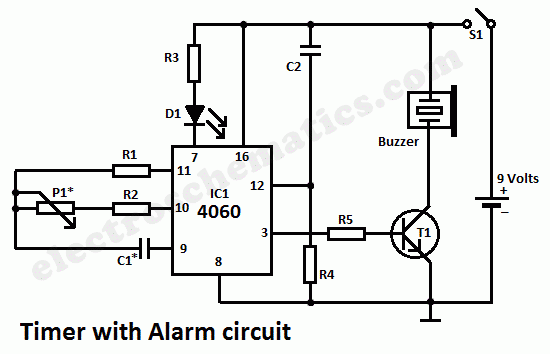 S1
R3
C2
D1
Buzzer
7
16
9 Volts
+
R1
11
P1*
R2
10
IC1
4060
12
R5
T1
3
–
C1*
9
8
R4
electroschematics.com
Timer with Alarm circuit